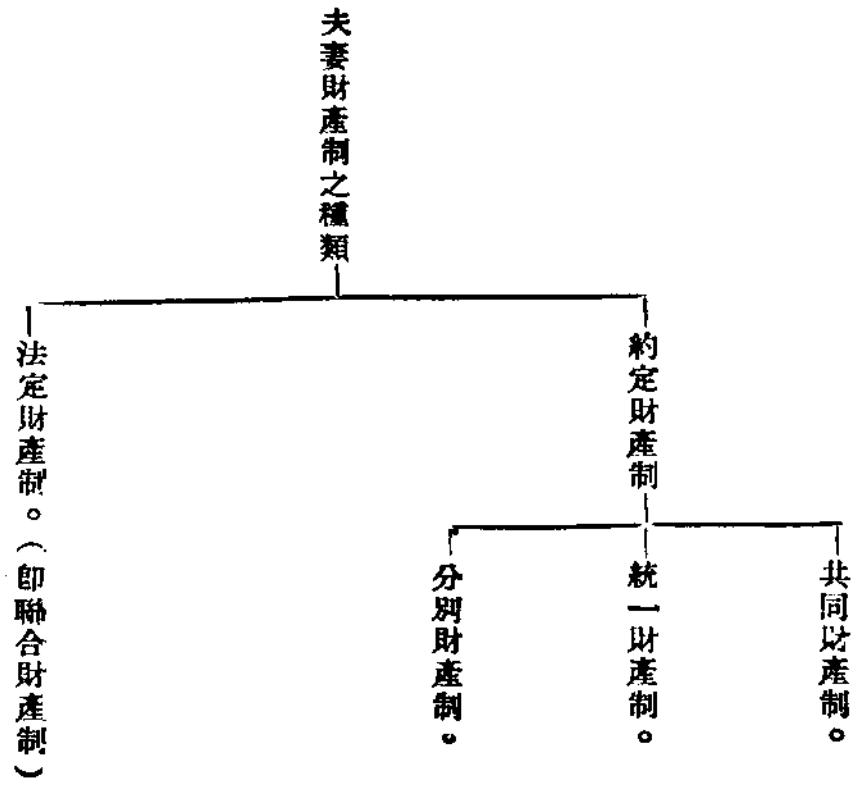 夫妻財產制之種類
約定財產制
共同財產制。
統一財產制。
分別財產制。
法定財產制。（卽聯合財產制）